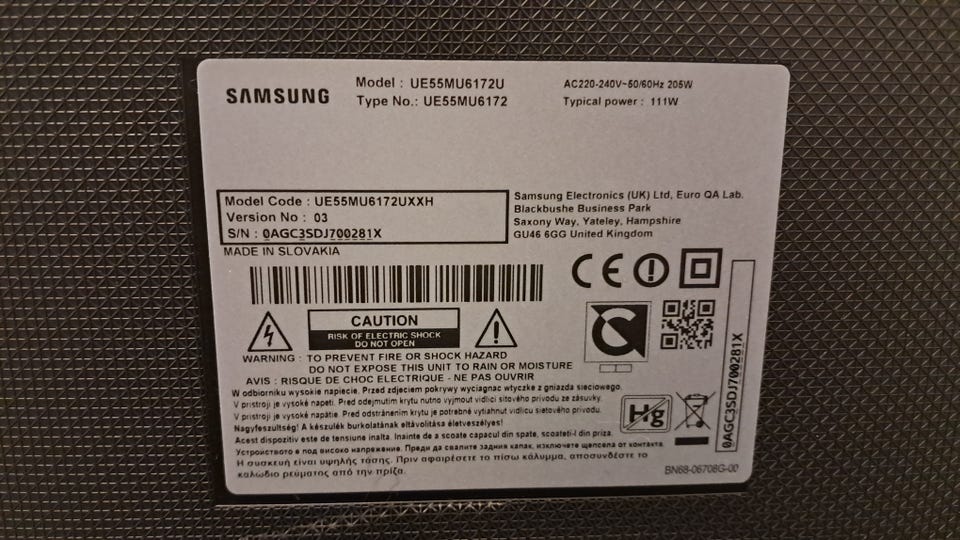 SAMSUNG
Model : UE55MU6172U
Type No.: UE55MU6172
AC220-240V~50/60Hz 205W
Typical power : 111W
Model Code : UE55MU6172UXXH
Version No : 03
S/N : 0AGC3SDJ700281X
MADE IN SLOVAKIA
Samsung Electronics (UK) Ltd, Euro QA Lab.
Blackbushe Business Park
Saxony Way, Yateley, Hampshire
GU46 6GG United Kingdom
CE
CAUTION
RISK OF ELECTRIC SHOCK
DO NOT OPEN
WARNING : TO PREVENT FIRE OR SHOCK HAZARD
DO NOT EXPOSE THIS UNIT TO RAIN OR MOISTURE
AVIS : RISQUE DE CHOC ELECTRIQUE - NE PAS OUVRIR
W odbiorniku wysokie napiecie. Przed zdjeciem pokrywy wyciagnac wtyczke z gniazda sieciowego.
V pristroji je vysoké napeti. Pred odejmutim krytu nutno vyjmout vidlici sitového prívodu ze zásuvky.
V prístroji je vysoké napätie. Pred odstránením krytu je potrebné vytiahnut vidlicu sietového prívodu.
Nagyfeszultség! A készülék burkolatának eltávolitása életveszélyes!
Acest dispozitiv este de tensiune inalta. Inainte de a scoate capacul din spate, scoateti-l din priza.
Устроўството е под високо напрежение. Преди да свалите задния капак, изключете щепсела от контакта.
Η συσκευή είναι υψηλής τάσης. Πριν αφαιρέσετε το πίσω κάλυμμα, αποσυνδέστε το
καλώδιο ρεύματος από την πρίζα.
Hg
0AGC3SDJ700281X
BN68-06708G-00